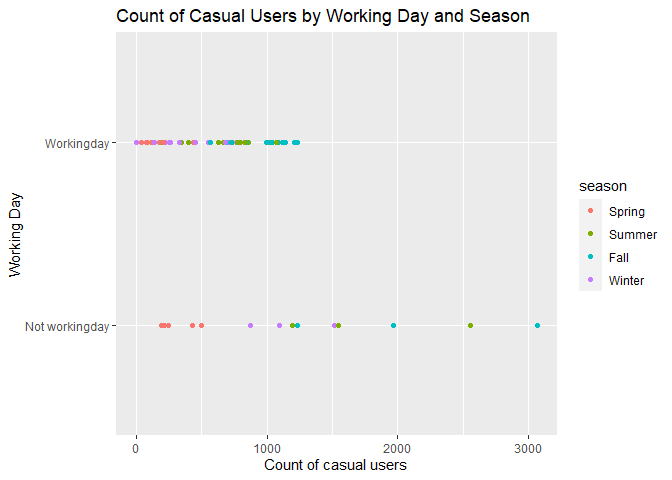 Count of Casual Users by Working Day and Season
Working Day
Workingday
Not workingday
0 1000 2000 3000
Count of casual users
season
Spring
Summer
Fall
Winter